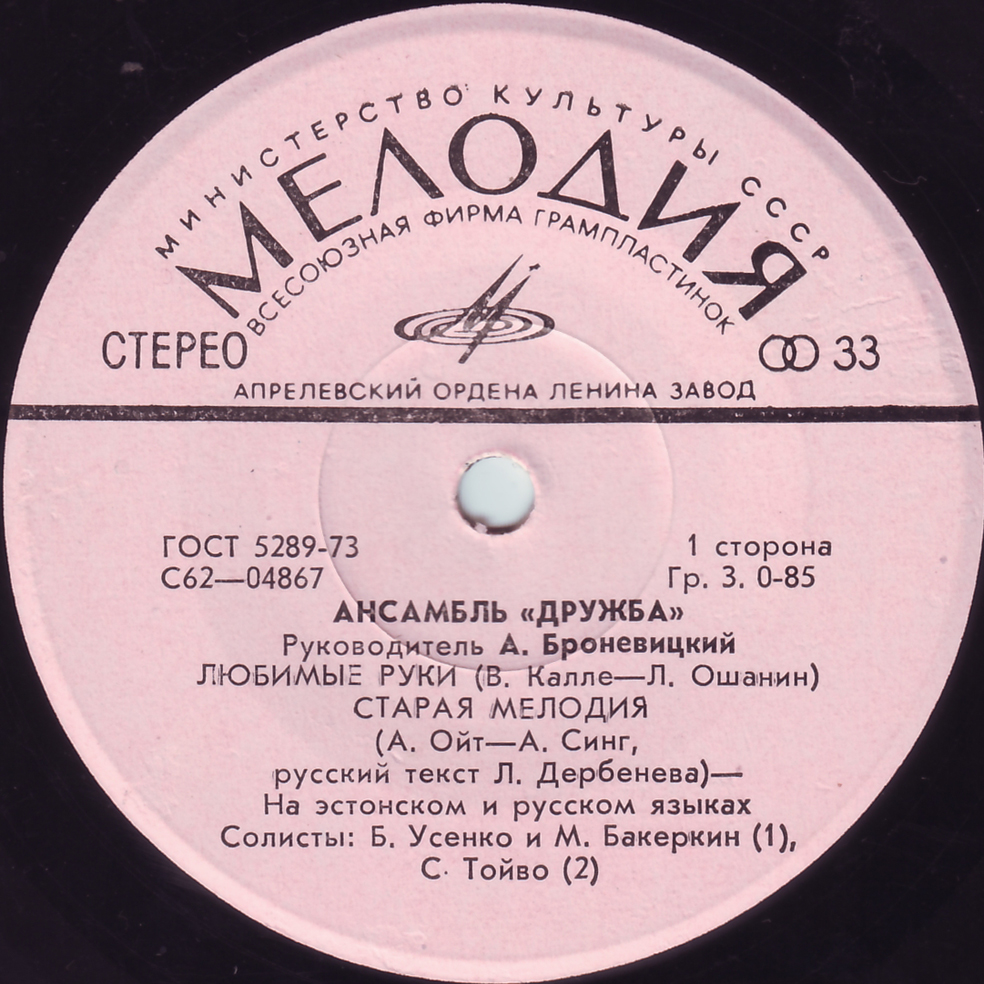 МИНИСТЕРСТВО КУЛЬТУРЫ СССР
МЕЛОДИЯ
ВСЕСОЮЗНАЯ ФИРМА ГРАМПЛАСТИНОК
СТЕРЕО
33
АПРЕЛЕВСКИЙ ОРДЕНА ЛЕНИНА ЗАВОД
ГОСТ 5289-73
1 сторона
С62—04867
Гр. 3. 0-85
АНСАМБЛЬ «ДРУЖБА»
Руководитель А. Броневицкий
ЛЮБИМЫЕ РУКИ (В. Калле—Л. Ошанин)
СТАРАЯ МЕЛОДИЯ
(А. Ойт—А. Синг,
русский текст Л. Дербенева)—
На эстонском и русском языках
Солисты: Б. Усенко и М. Бакеркин (1),
С. Тойво (2)